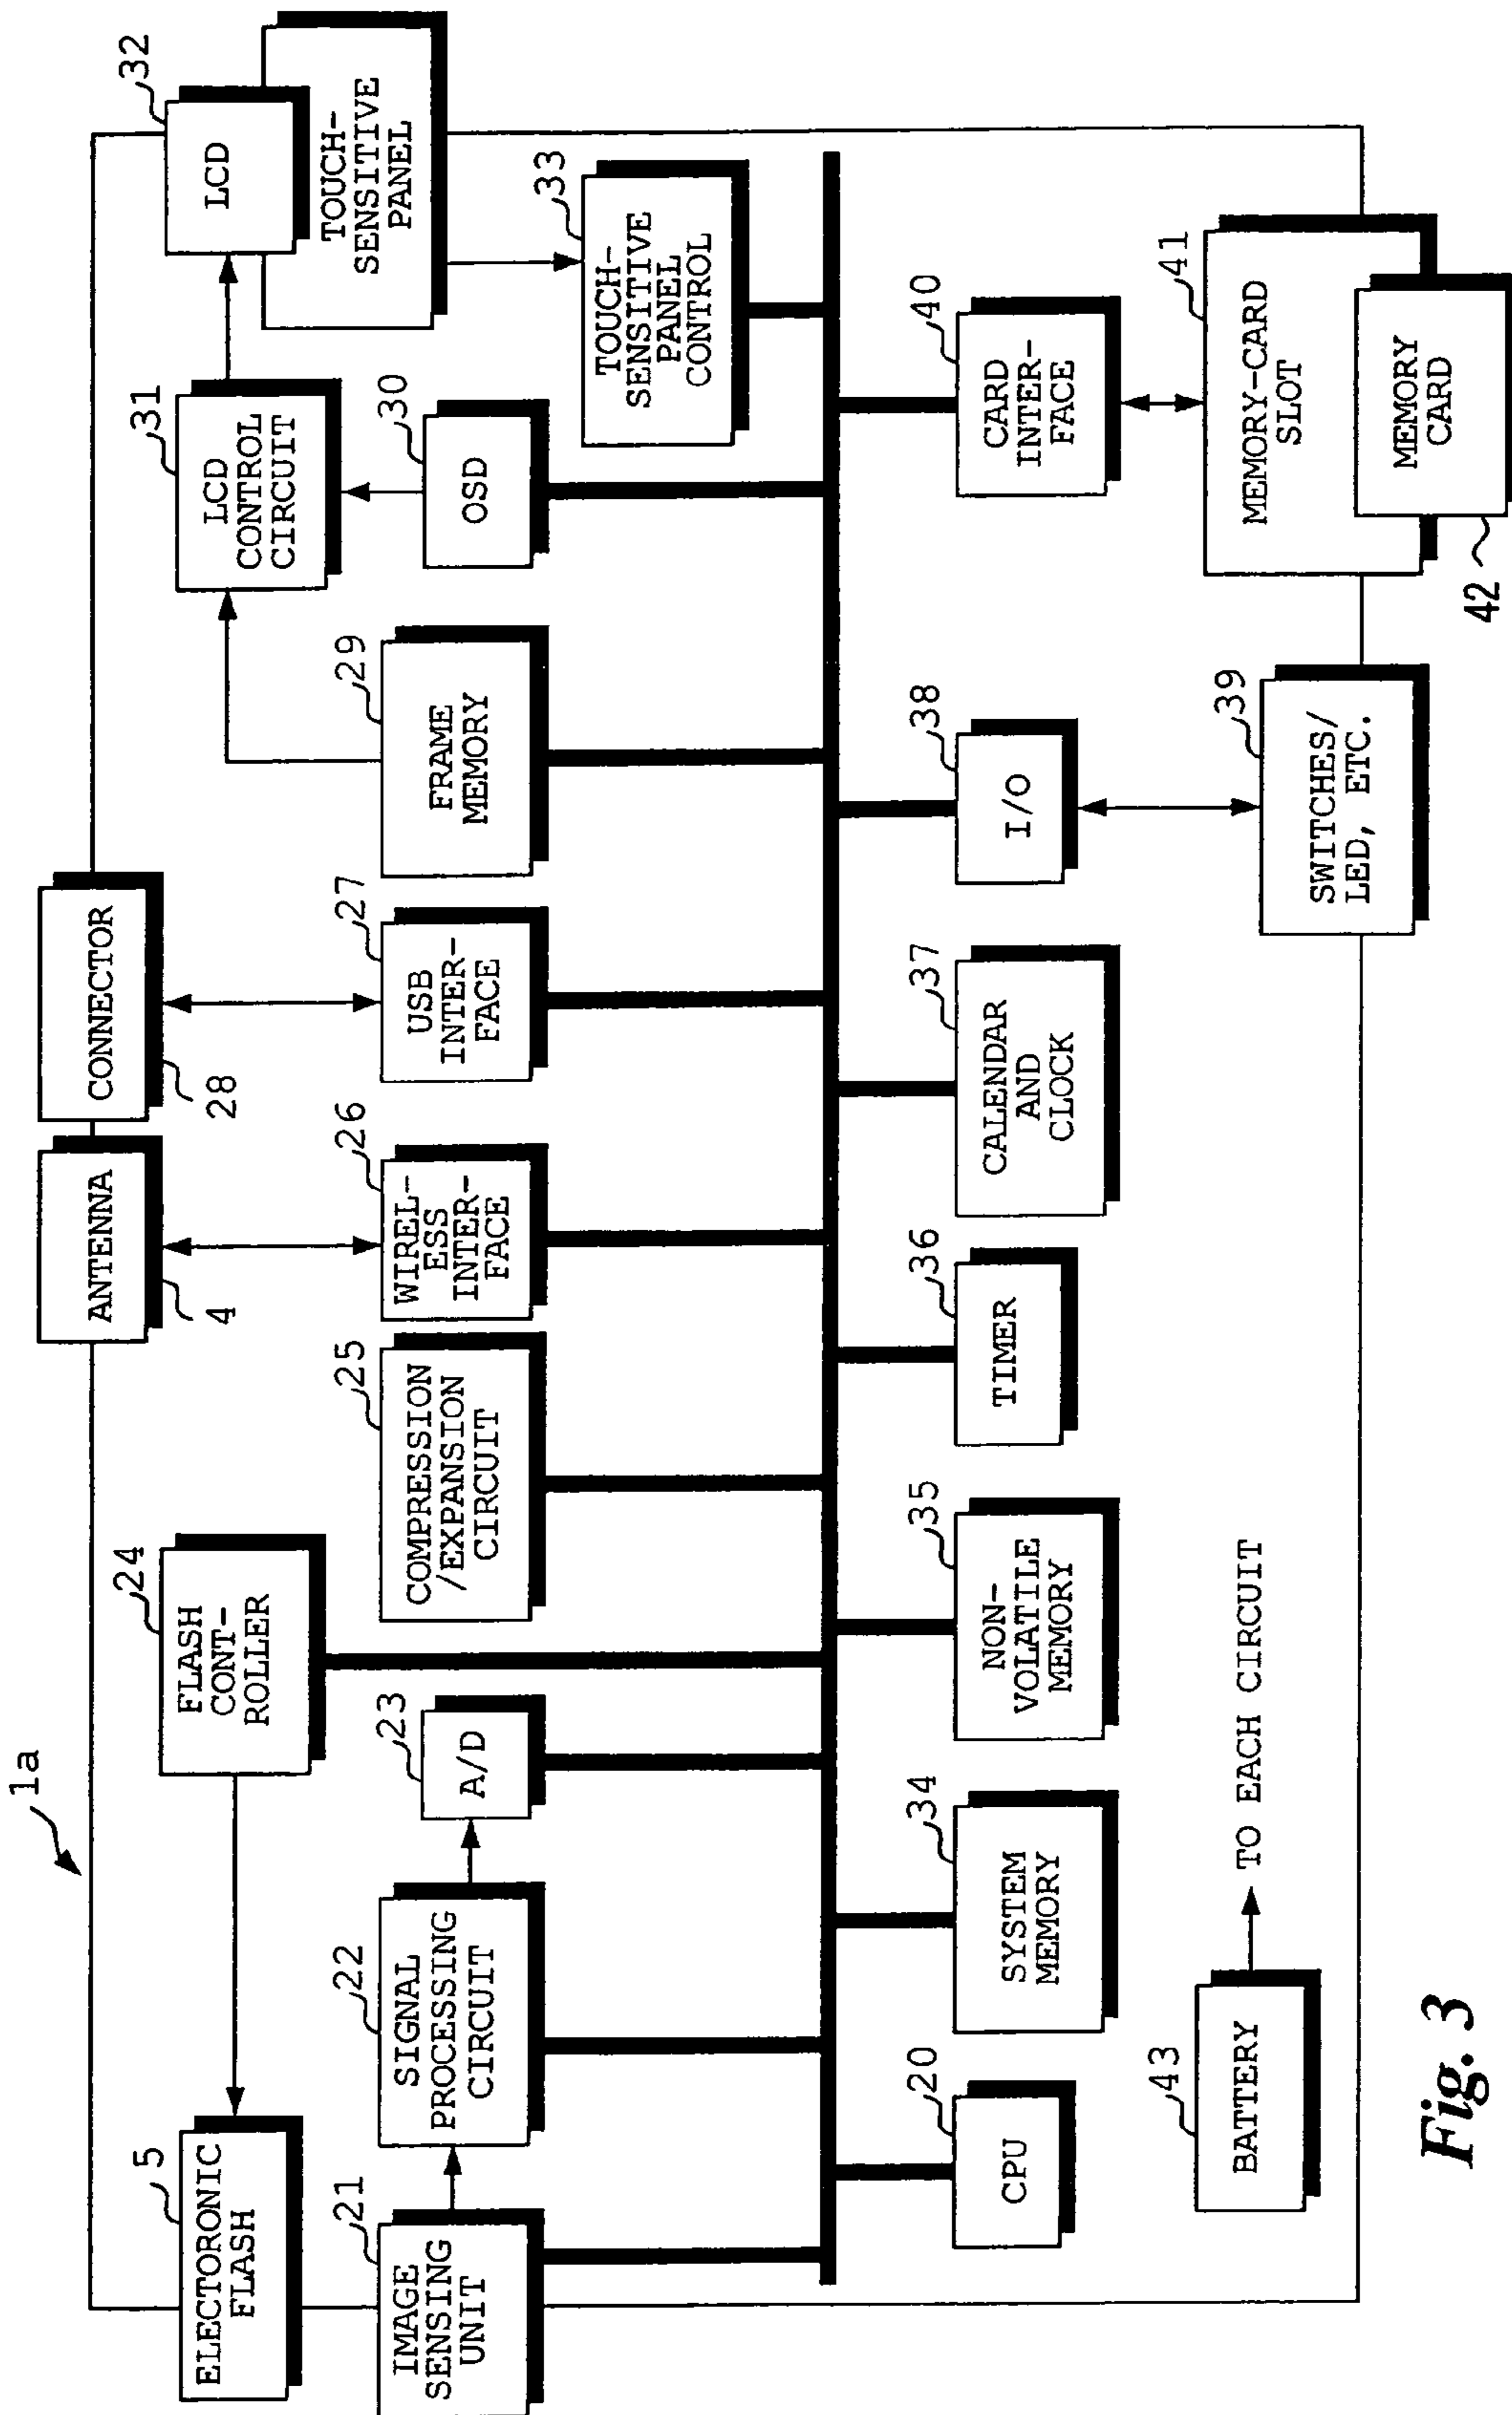 1a
ELECTORONIC
FLASH
5
FLASH
CONT-
ROLLER
24
ANTENNA
4
CONNECTOR
28
LCD
CONTROL
CIRCUIT
31
LCD
32
TOUCH-
SENSITIVE
PANEL
IMAGE
SENSING
UNIT
21
SIGNAL
PROCESSING
CIRCUIT
22
A/D
23
COMPRESSION
/EXPANSION
CIRCUIT
25
WIREL-
ESS
INTER-
FACE
26
USB
INTER-
FACE
27
FRAME
MEMORY
29
OSD
30
TOUCH-
SENSITIVE
PANEL
CONTROL
33
CPU
20
SYSTEM
MEMORY
34
NON-
VOLATILE
MEMORY
35
TIMER
36
CALENDAR
AND
CLOCK
37
I/O
38
CARD
INTER-
FACE
40
BATTERY
43
TO EACH CIRCUIT
SWITCHES/
LED, ETC.
39
MEMORY-CARD
SLOT
41
MEMORY
CARD
42
Fig. 3